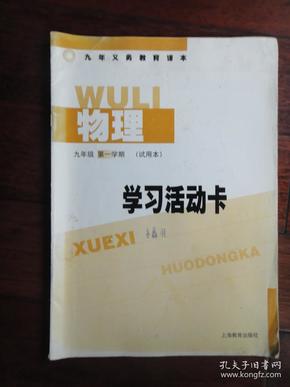 九年义务教育课本
WULI
物理
九年级 第一学期 (试用本)
学习活动卡
XUEXI
HUODONGKA
上海教育出版社
孔夫子旧书网